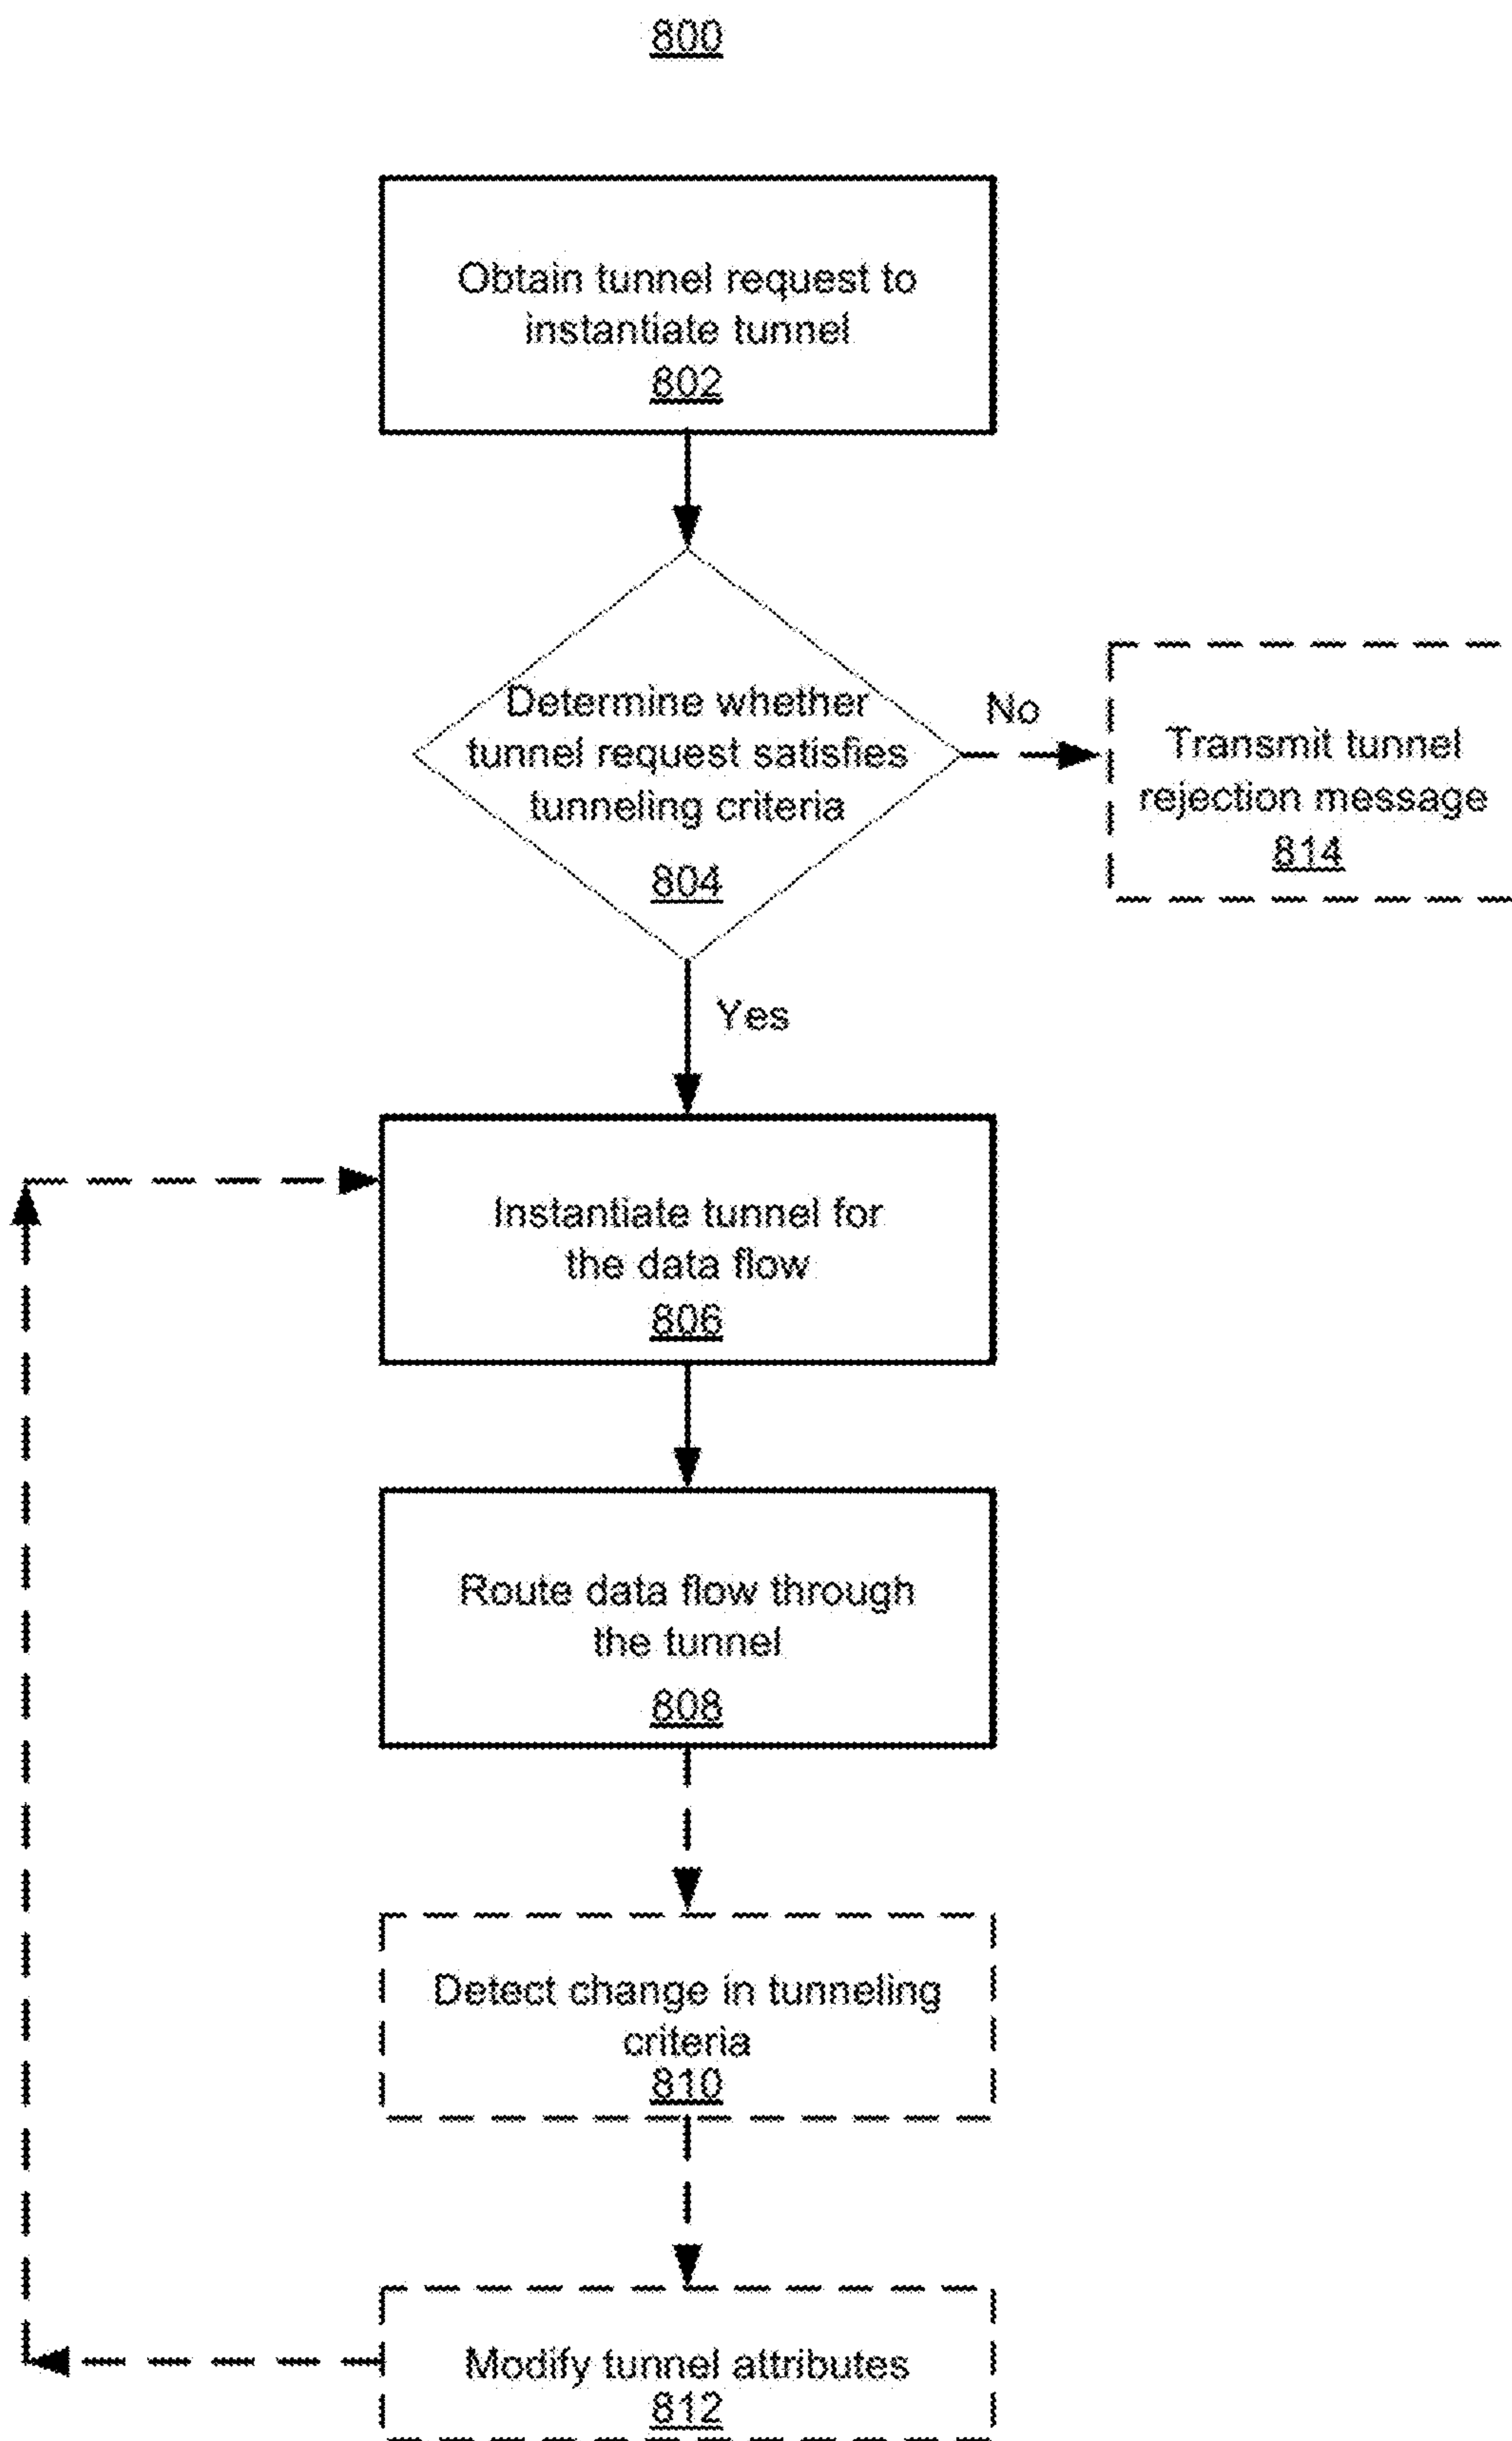 800
Obtain tunnel request to
instantiate tunnel
802
Determine whether
tunnel request satisfies
tunneling criteria
804
No
Transmit tunnel
rejection message
814
Yes
Instantiate tunnel for
the data flow
806
Route data flow through
the tunnel
808
Detect change in tunneling
criteria
810
Modify tunnel attributes
812